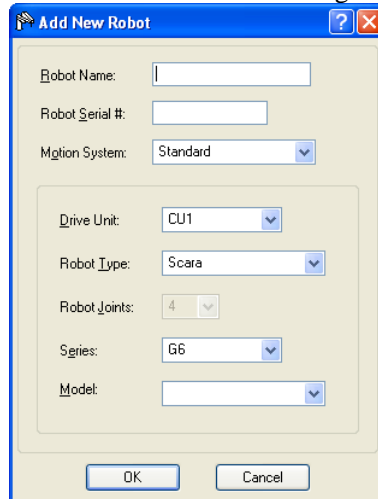 Add New Robot
Robot Name:
Robot Serial #:
Motion System: Standard
Drive Unit: CU1
Robot Type: Scara
Robot Joints: 4
Series: G6
Model:
OK Cancel